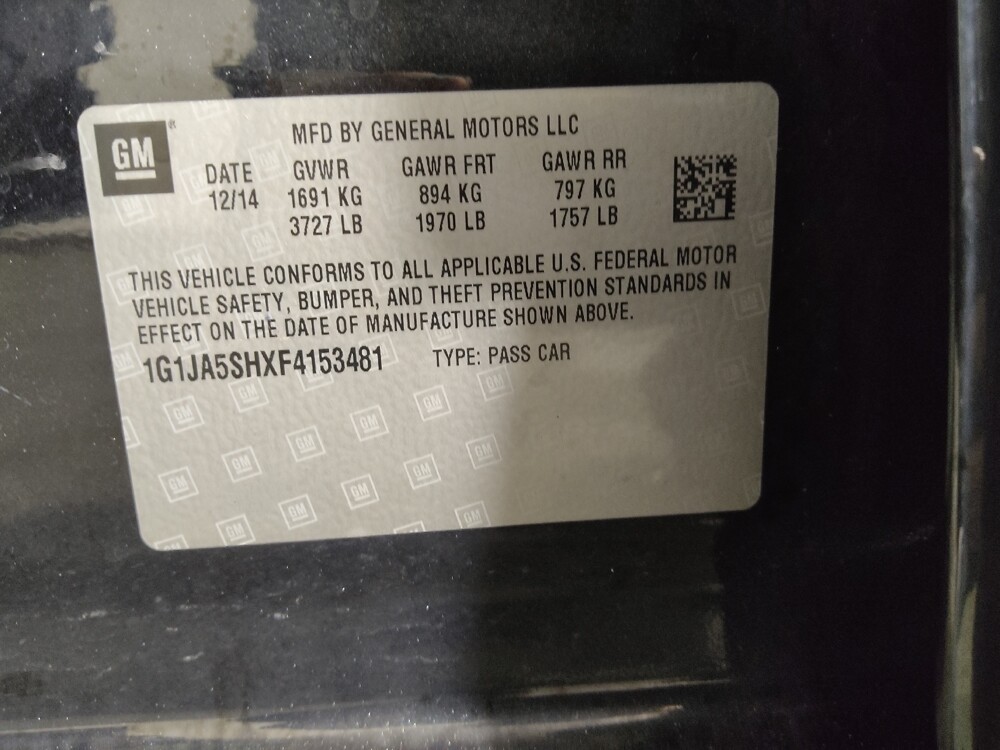 GM®
MFD BY GENERAL MOTORS LLC
DATE GVWR GAWR FRT GAWR RR
12/14 1691 KG 894 KG 797 KG
3727 LB 1970 LB 1757 LB
THIS VEHICLE CONFORMS TO ALL APPLICABLE U.S. FEDERAL MOTOR
VEHICLE SAFETY, BUMPER, AND THEFT PREVENTION STANDARDS IN
EFFECT ON THE DATE OF MANUFACTURE SHOWN ABOVE.
1G1JA5SHXF4153481 TYPE: PASS CAR